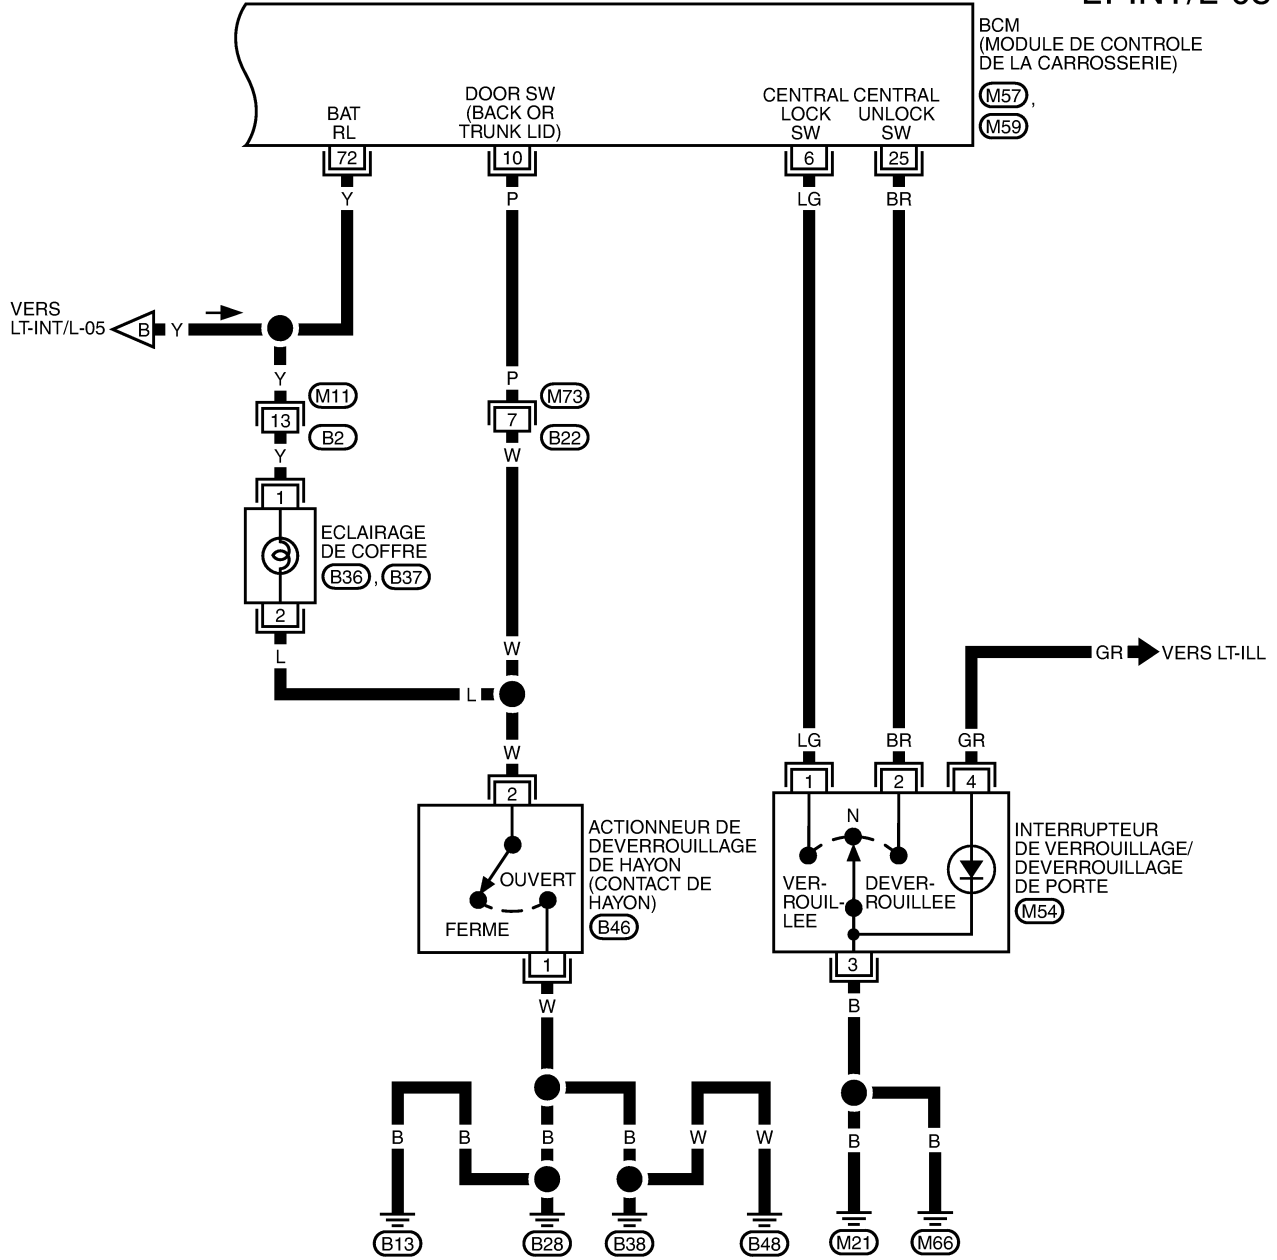 BCM
(MODULE DE CONTROLE
DE LA CARROSSERIE)
M57 ,
M59
BAT
RL
DOOR SW
(BACK OR
TRUNK LID)
CENTRAL
LOCK
SW
CENTRAL
UNLOCK
SW
72
10
6
25
Y
P
LG
BR
VERS
LT-INT/L-05
B
Y
Y
P
M11
M73
13
7
B2
B22
Y
W
1
ECLAIRAGE
DE COFFRE
B36 , B37
2
L
W
GR
VERS LT-ILL
L
W
LG
BR
GR
2
1
2
4
ACTIONNEUR DE
DEVERROUILLAGE
DE HAYON
(CONTACT DE
HAYON)
B46
OUVERT
FERME
N
VER-
ROUIL-
LEE
DEVER-
ROUILLEE
INTERRUPTEUR
DE VERROUILLAGE/
DEVERROUILLAGE
DE PORTE
M54
1
3
W
B
B
B
B
B
W
W
B
B
B13
B28
B38
B48
M21
M66